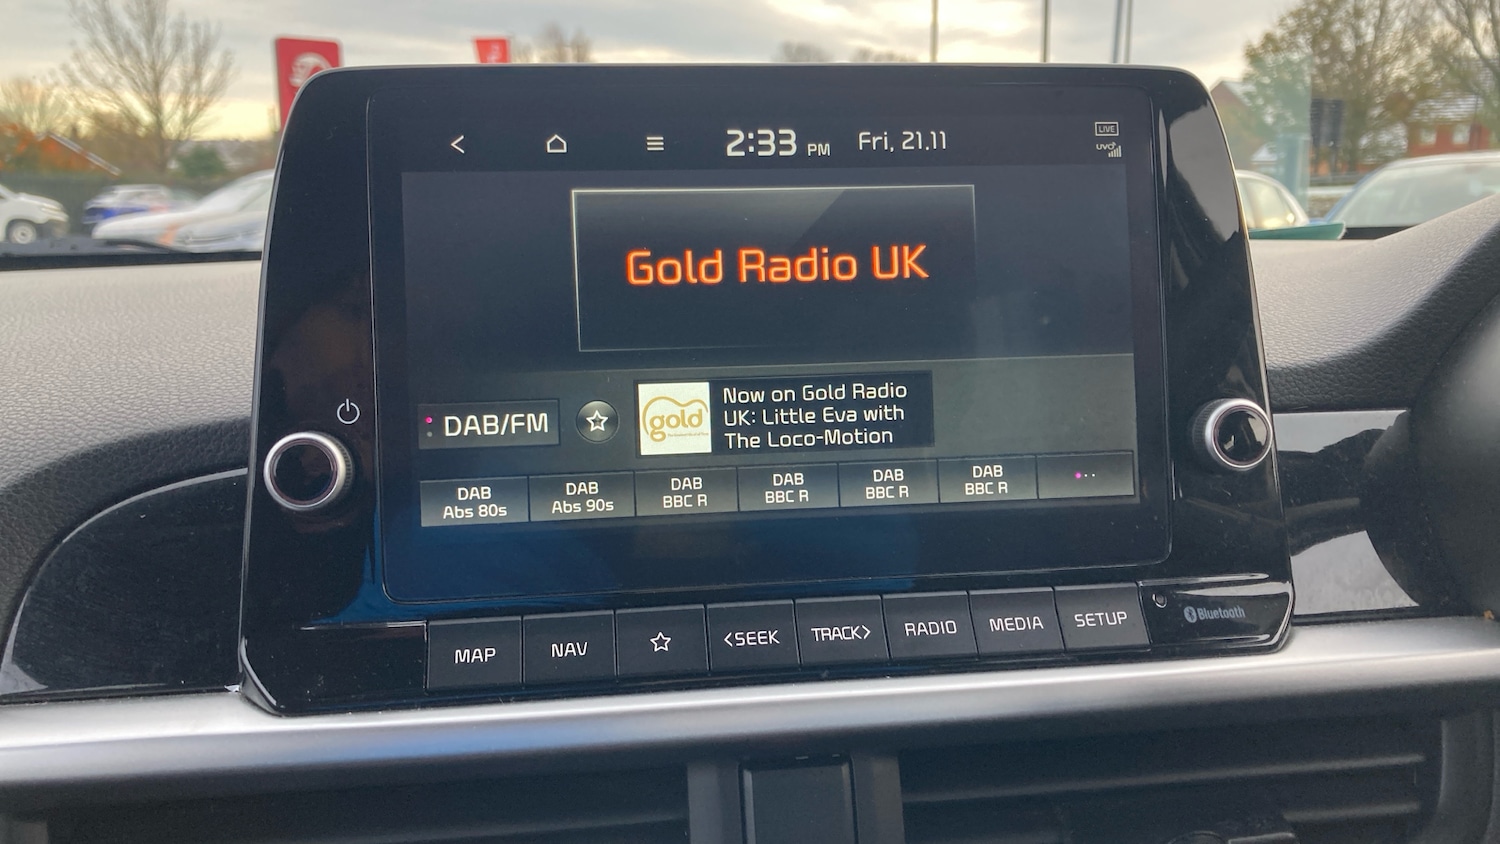 2:33 PM Fri, 21.11
LIVE
UVO
Gold Radio UK
DAB/FM
gold
Now on Gold Radio
UK: Little Eva with
The Loco-Motion
DAB
Abs 80s
DAB
Abs 90s
DAB
BBC R
DAB
BBC R
DAB
BBC R
DAB
BBC R
MAP
NAV
<SEEK
TRACK>
RADIO
MEDIA
SETUP
Bluetooth